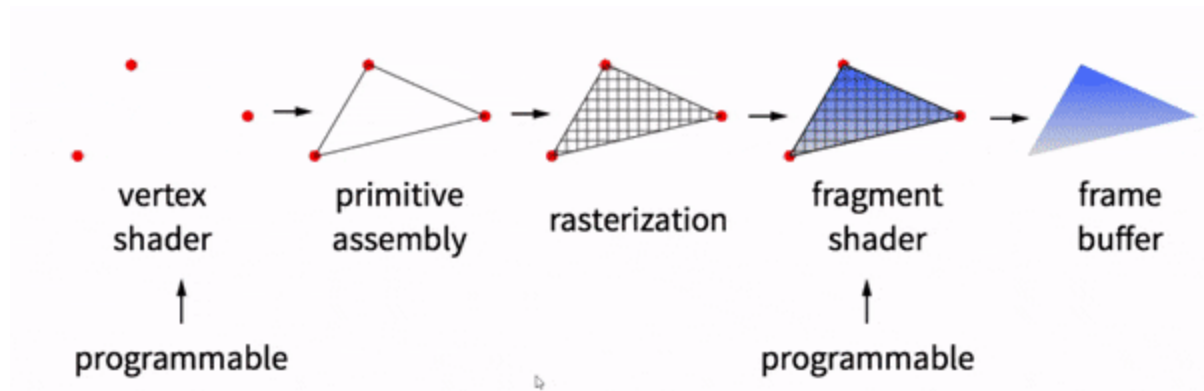 vertex
shader
primitive
assembly
rasterization
fragment
shader
frame
buffer
programmable
programmable